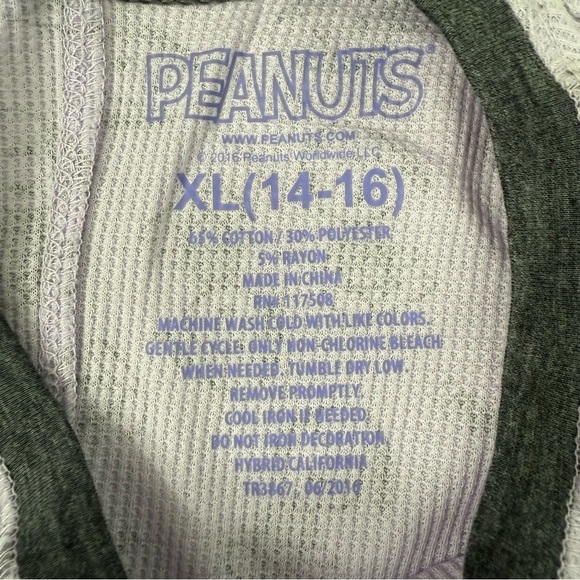 PEANUTS®
WWW.PEANUTS.COM
© 2016 Peanuts Worldwide LLC
XL(14-16)
65% COTTON / 30% POLYESTER
5% RAYON
MADE IN CHINA
RN# 117508
MACHINE WASH COLD WITH LIKE COLORS.
GENTLE CYCLE. ONLY NON-CHLORINE BLEACH
WHEN NEEDED. TUMBLE DRY LOW.
REMOVE PROMPTLY.
COOL IRON IF NEEDED.
DO NOT IRON DECORATION.
HYBRID CALIFORNIA
TR3867, 06/2016